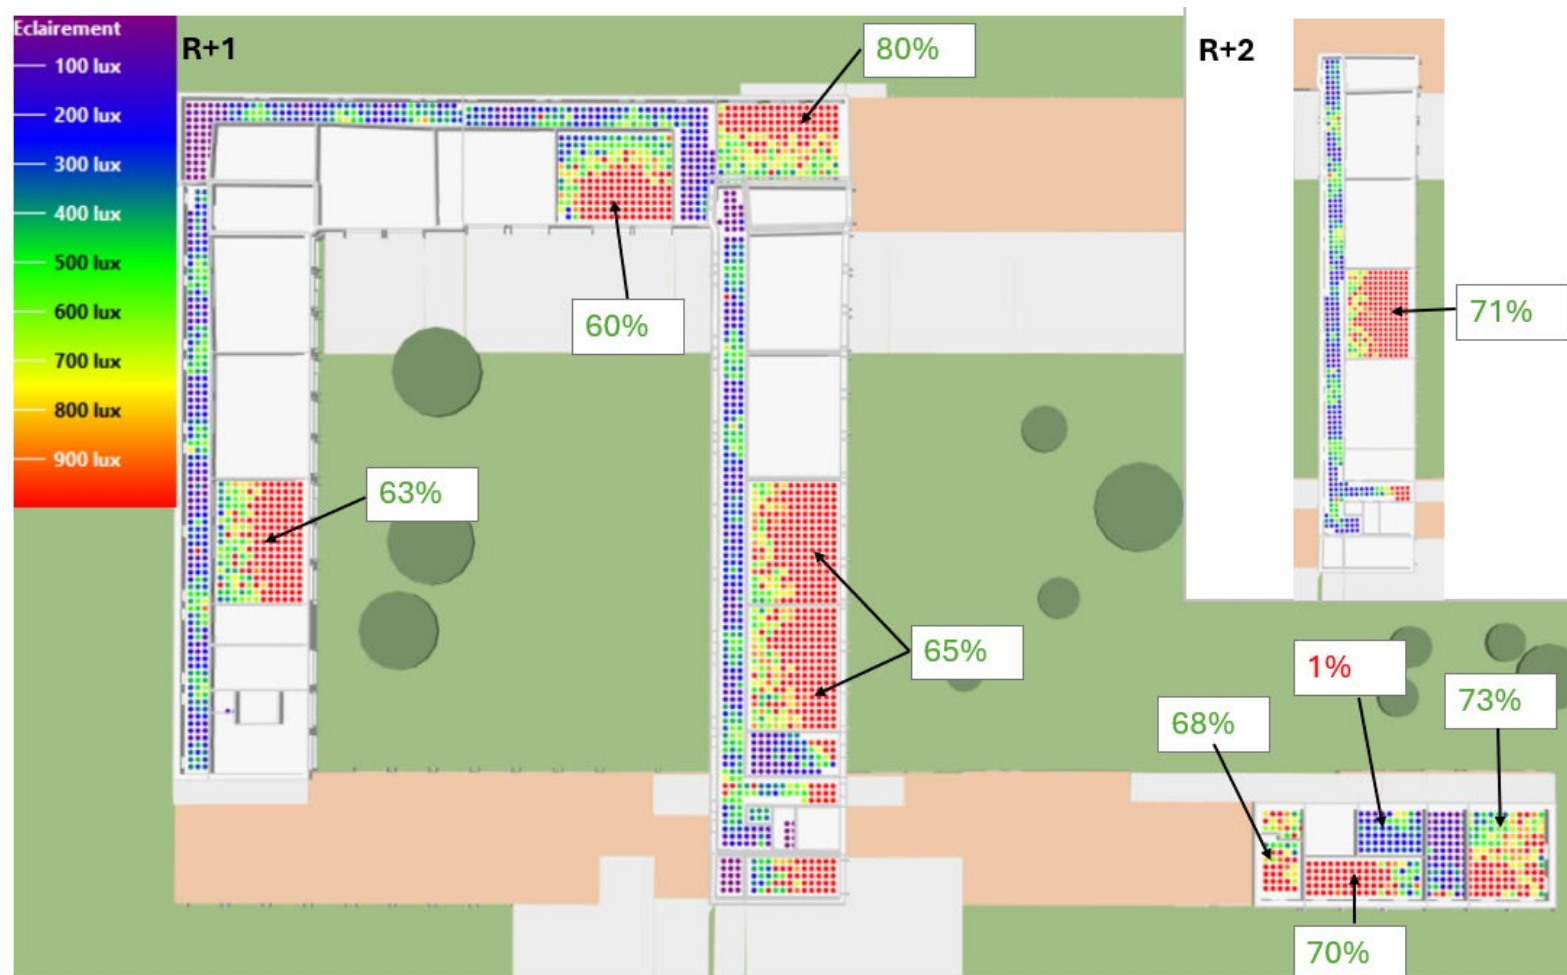 Eclairement
100 lux
200 lux
300 lux
400 lux
500 lux
600 lux
700 lux
800 lux
900 lux
R+1
80%
R+2
60%
71%
63%
65%
1%
68%
73%
70%